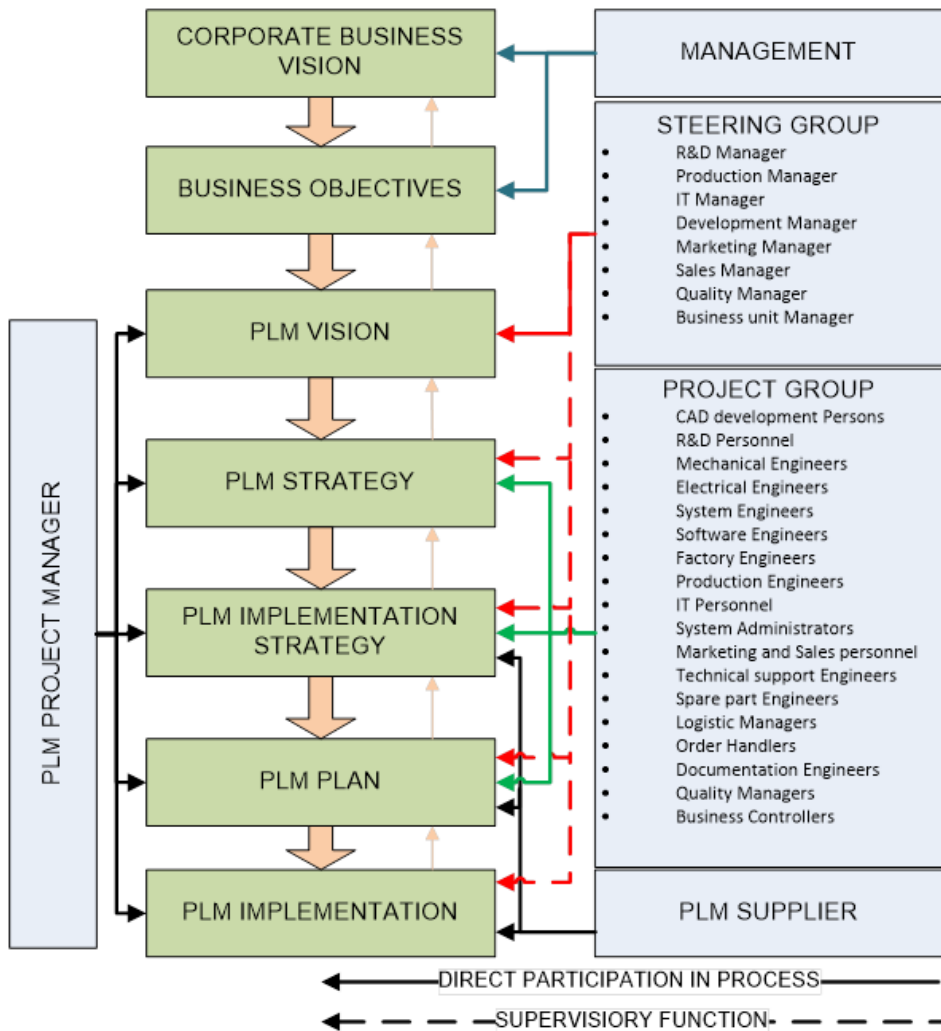 CORPORATE BUSINESS
VISION
BUSINESS OBJECTIVES
PLM VISION
PLM STRATEGY
PLM IMPLEMENTATION
STRATEGY
PLM PLAN
PLM IMPLEMENTATION
PLM PROJECT MANAGER
MANAGEMENT
STEERING GROUP
• R&D Manager
• Production Manager
• IT Manager
• Development Manager
• Marketing Manager
• Sales Manager
• Quality Manager
• Business unit Manager
PROJECT GROUP
• CAD development Persons
• R&D Personnel
• Mechanical Engineers
• Electrical Engineers
• System Engineers
• Software Engineers
• Factory Engineers
• Production Engineers
• IT Personnel
• System Administrators
• Marketing and Sales personnel
• Technical support Engineers
• Spare part Engineers
• Logistic Managers
• Order Handlers
• Documentation Engineers
• Quality Managers
• Business Controllers
PLM SUPPLIER
DIRECT PARTICIPATION IN PROCESS
SUPERVISIORY FUNCTION